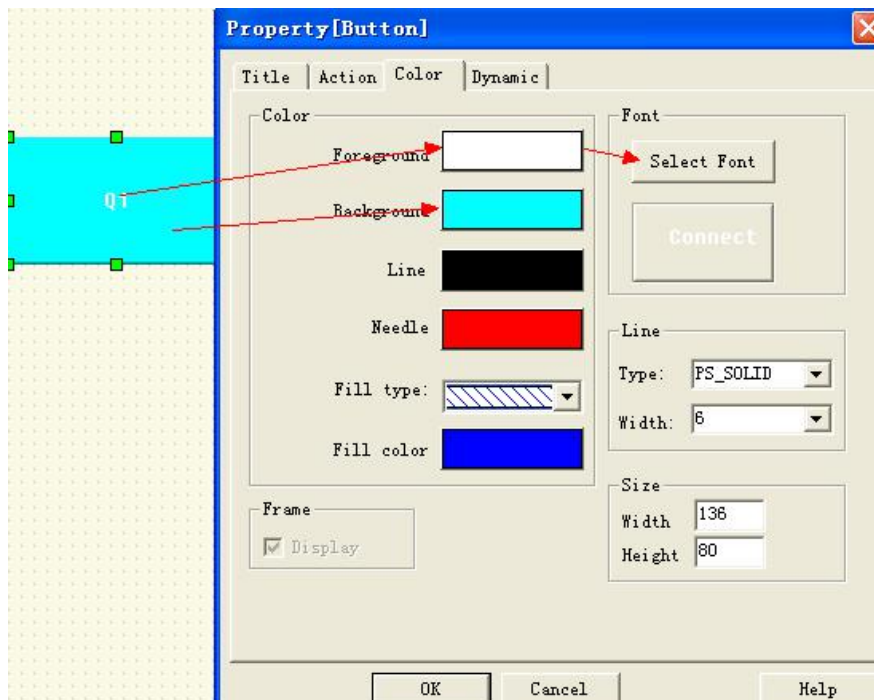 Property[Button]
Title Action Color Dynamic
Color
Foreground
Background
Line
Needle
Fill type:
Fill color
Frame
Display
Font
Select Font
Connect
Line
Type: PS_SOLID
Width: 6
Size
Width 136
Height 80
OK Cancel Help
Q1